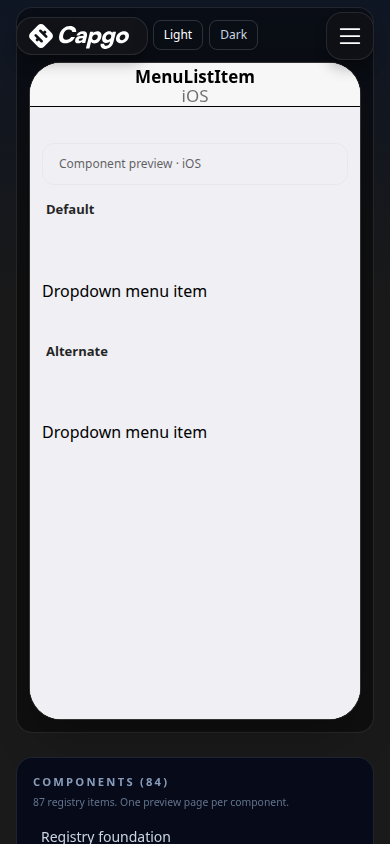 Capgo
Light
Dark
MenuListItem
iOS
Component preview · iOS
Default
Dropdown menu item
Alternate
Dropdown menu item
COMPONENTS (84)
87 registry items. One preview page per component.
Registry foundation